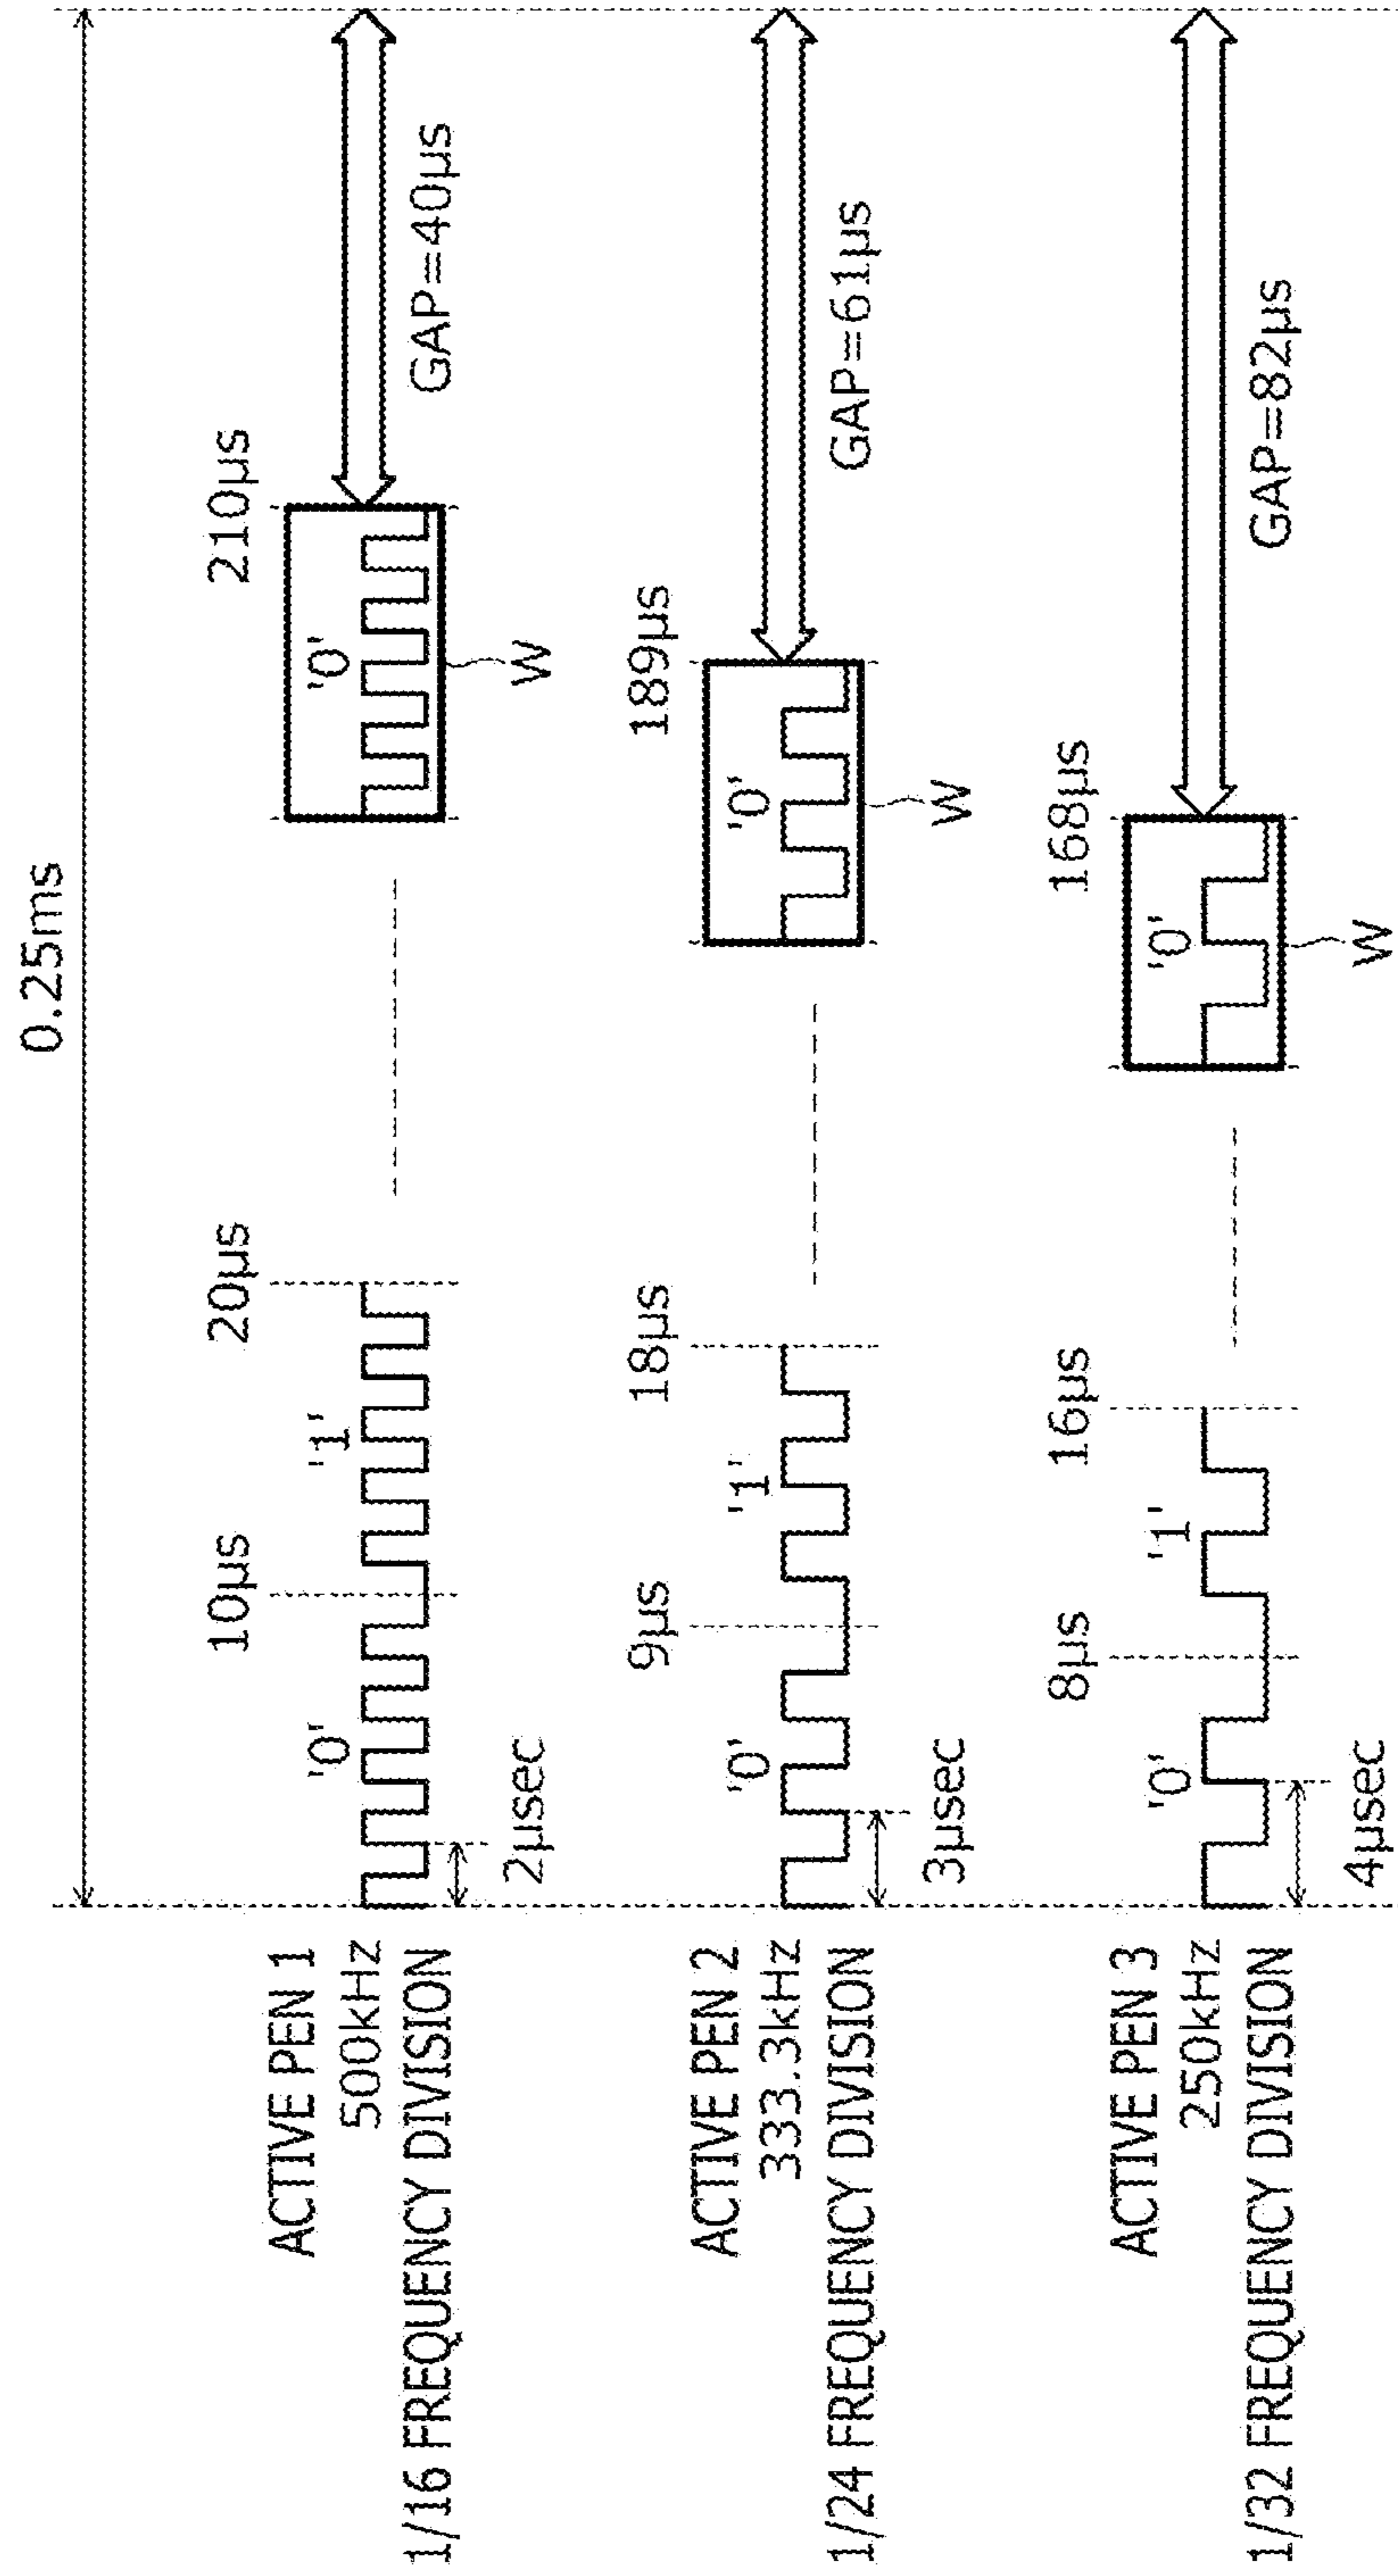 0.25ms
ACTIVE PEN 1
500kHz
1/16 FREQUENCY DIVISION
'0'
10µs
'1'
20µs
'0'
210µs
2µsec
W
GAP=40µs
ACTIVE PEN 2
333.3kHz
1/24 FREQUENCY DIVISION
'0'
9µs
'1'
18µs
'0'
189µs
3µsec
W
GAP=61µs
ACTIVE PEN 3
250kHz
1/32 FREQUENCY DIVISION
'0'
8µs
'1'
16µs
'0'
168µs
4µsec
W
GAP=82µs